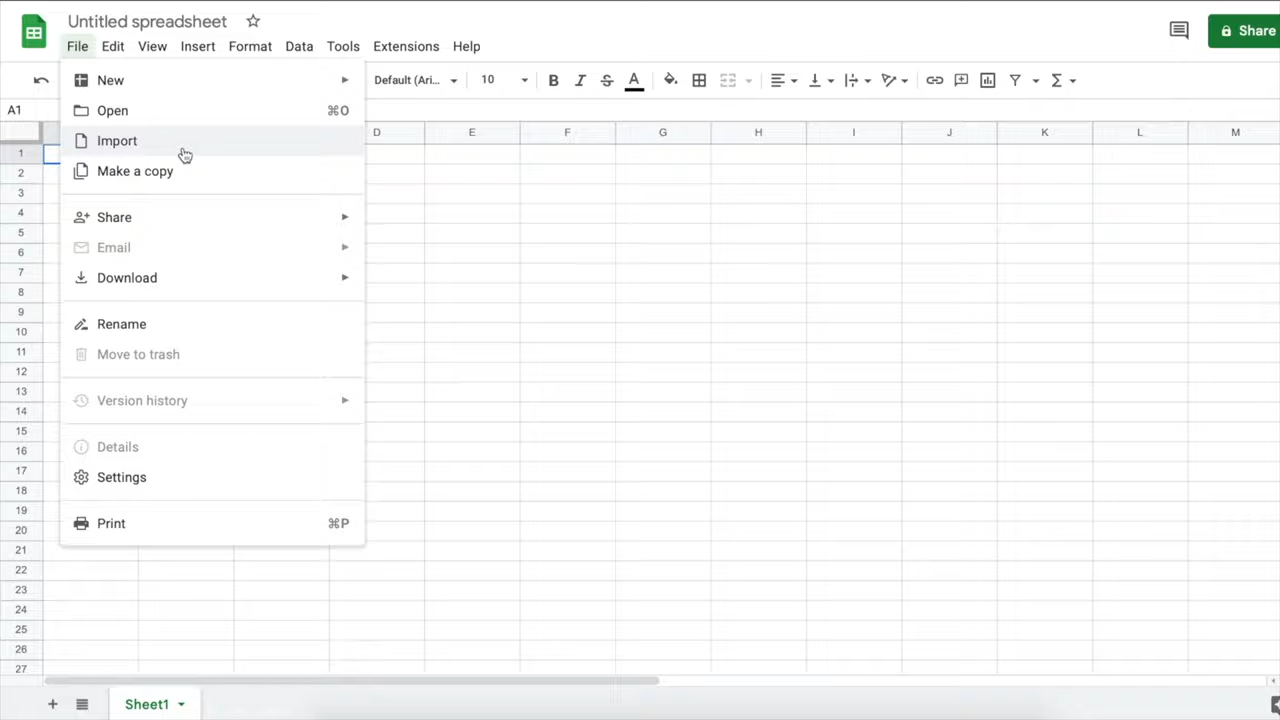 Untitled spreadsheet
File Edit View Insert Format Data Tools Extensions Help
Share
Default (Ari... 10 B I S A Σ
A1
New
Open ⌘O
Import
Make a copy
Share
Email
Download
Rename
Move to trash
Version history
Details
Settings
Print ⌘P
D E F G H I J K L M
1
2
3
4
5
6
7
8
9
10
11
12
13
14
15
16
17
18
19
20
21
22
23
24
25
26
27
+ Sheet1